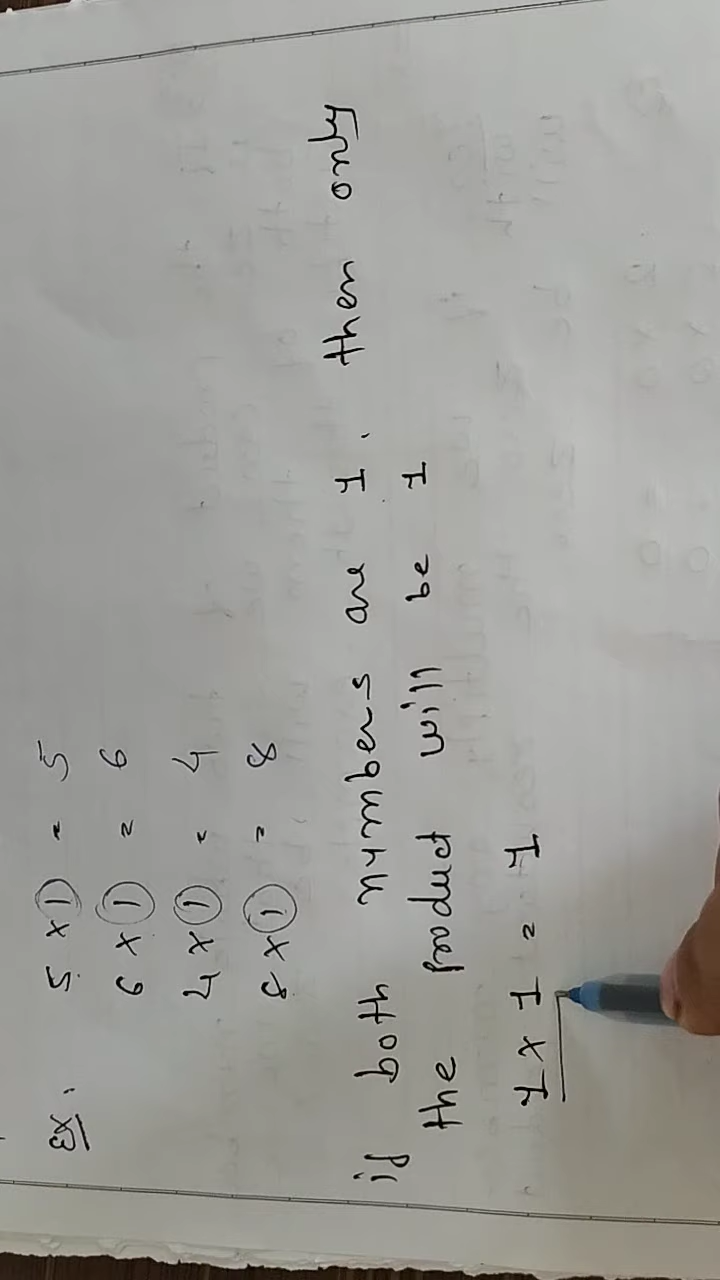 Ex.
5 x 1 = 5
6 x 1 = 6
4 x 1 = 4
8 x 1 = 8
if both numbers are 1. then only
the product will be 1
1 x 1 = 1